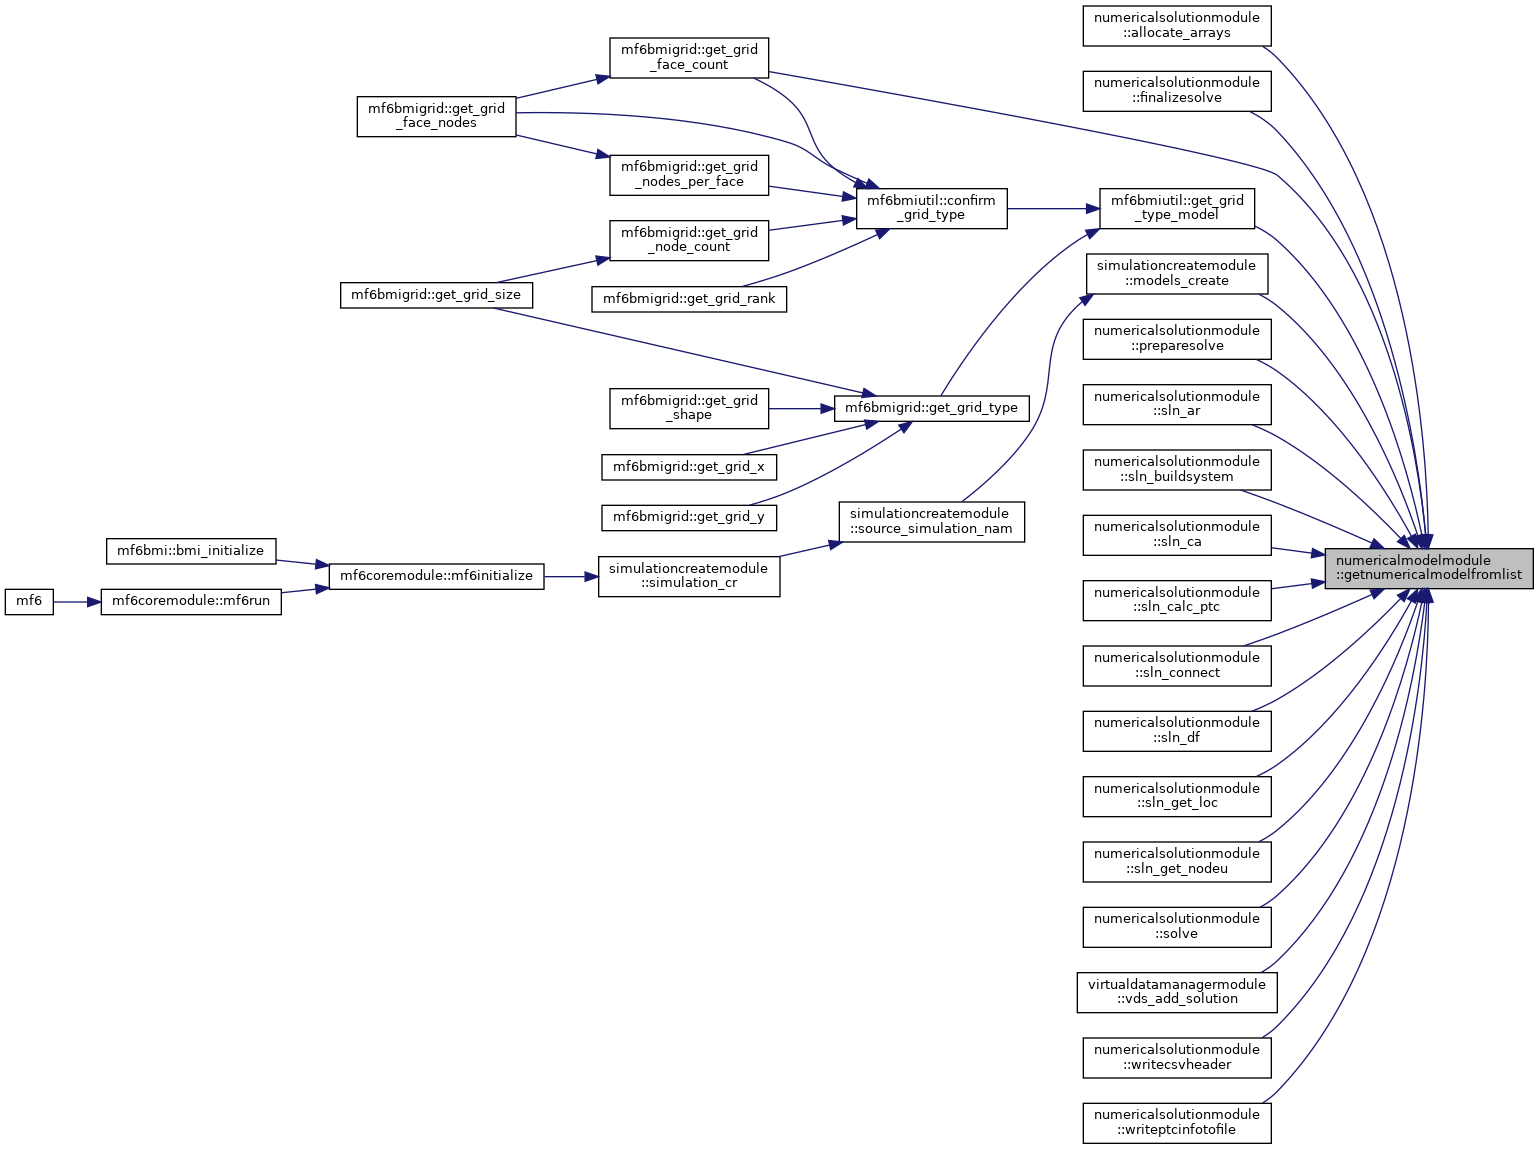 numericalsolutionmodule
::allocate_arrays
mf6bmigrid::get_grid
_face_count
numericalsolutionmodule
::finalizesolve
mf6bmigrid::get_grid
_face_nodes
mf6bmigrid::get_grid
_nodes_per_face
mf6bmiutil::confirm
_grid_type
mf6bmiutil::get_grid
_type_model
mf6bmigrid::get_grid
_node_count
simulationcreatemodule
::models_create
mf6bmigrid::get_grid_size
mf6bmigrid::get_grid_rank
numericalsolutionmodule
::preparesolve
mf6bmigrid::get_grid
_shape
mf6bmigrid::get_grid_type
numericalsolutionmodule
::sln_ar
mf6bmigrid::get_grid_x
numericalsolutionmodule
::sln_buildsystem
mf6bmigrid::get_grid_y
simulationcreatemodule
::source_simulation_nam
numericalsolutionmodule
::sln_ca
mf6bmi::bmi_initialize
mf6coremodule::mf6initialize
simulationcreatemodule
::simulation_cr
numericalmodelmodule
::getnumericalmodelfromlist
mf6
mf6coremodule::mf6run
numericalsolutionmodule
::sln_calc_ptc
numericalsolutionmodule
::sln_connect
numericalsolutionmodule
::sln_df
numericalsolutionmodule
::sln_get_loc
numericalsolutionmodule
::sln_get_nodeu
numericalsolutionmodule
::solve
virtualdatamanagermodule
::vds_add_solution
numericalsolutionmodule
::writecsvheader
numericalsolutionmodule
::writeptcinfotofile